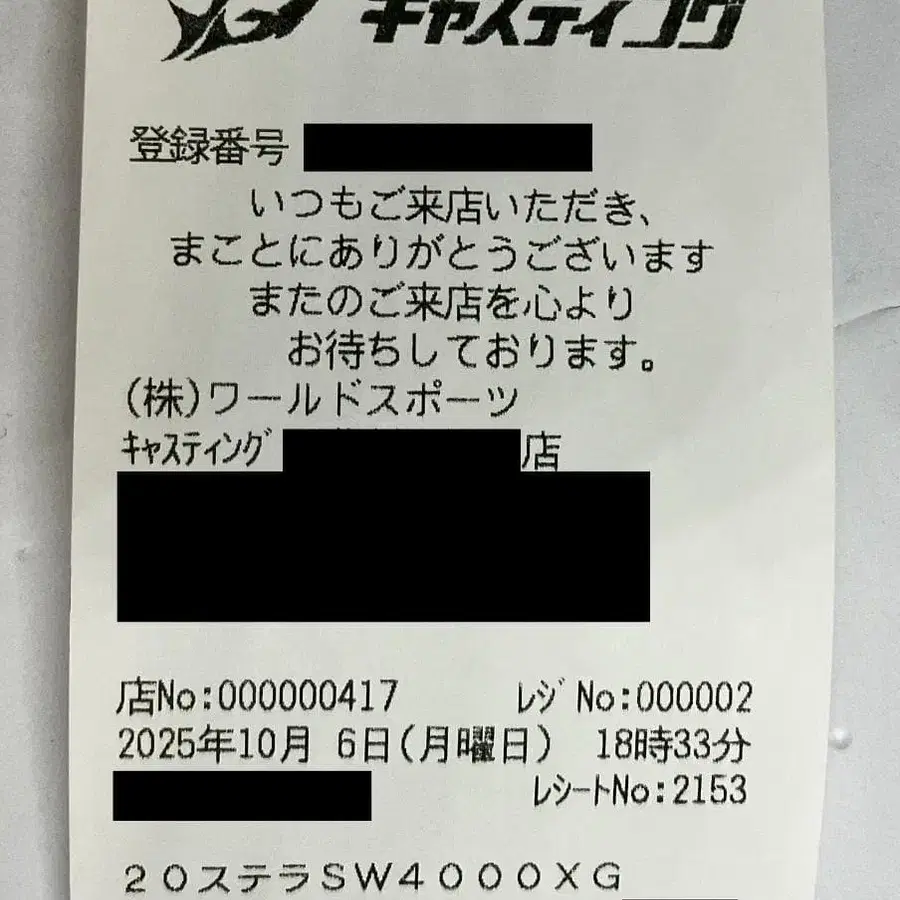 キャスティング
登録番号
いつもご来店いただき、
まことにありがとうございます
またのご来店を心より
お待ちしております。
(株)ワールドスポーツ
ｷｬｽティングﾞ 店
店No:000000417 ﾚｼﾞ No:000002
2025年10月 6日(月曜日) 18時33分
ﾚｼｰﾄNo:2153
２０ステラＳＷ４０００ＸＧ